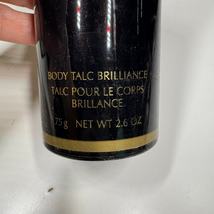 BODY TALC BRILLIANCE
TALC POUR LE CORPS
BRILLANCE
75g NET WT 2.6 OZ